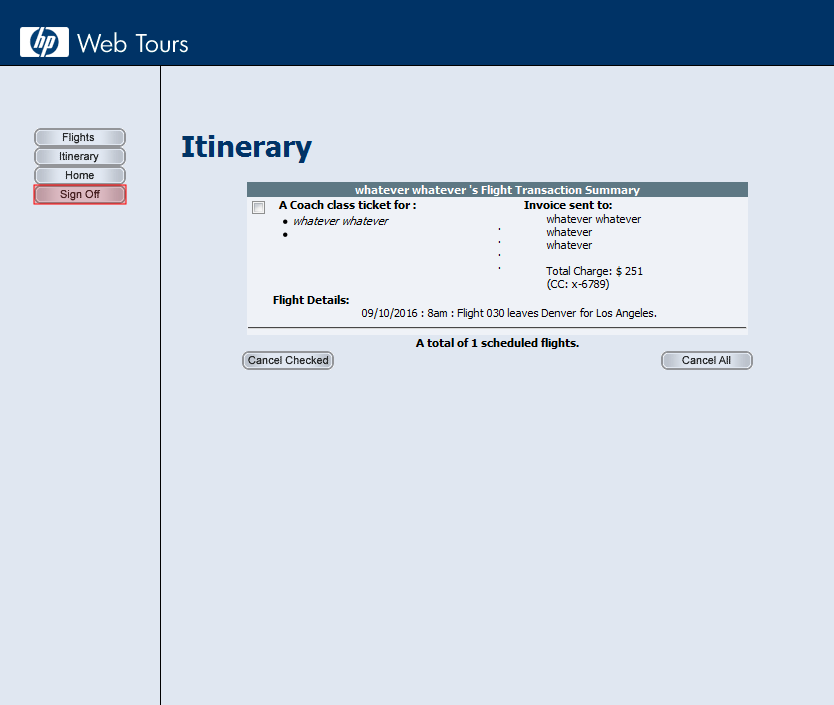 hp Web Tours
Flights
Itinerary
Home
Sign Off
Itinerary
whatever whatever 's Flight Transaction Summary
A Coach class ticket for :
• whatever whatever
•
Invoice sent to:
whatever whatever
. whatever
. whatever
.
. Total Charge: $ 251
(CC: x-6789)
Flight Details:
09/10/2016 : 8am : Flight 030 leaves Denver for Los Angeles.
A total of 1 scheduled flights.
Cancel Checked
Cancel All